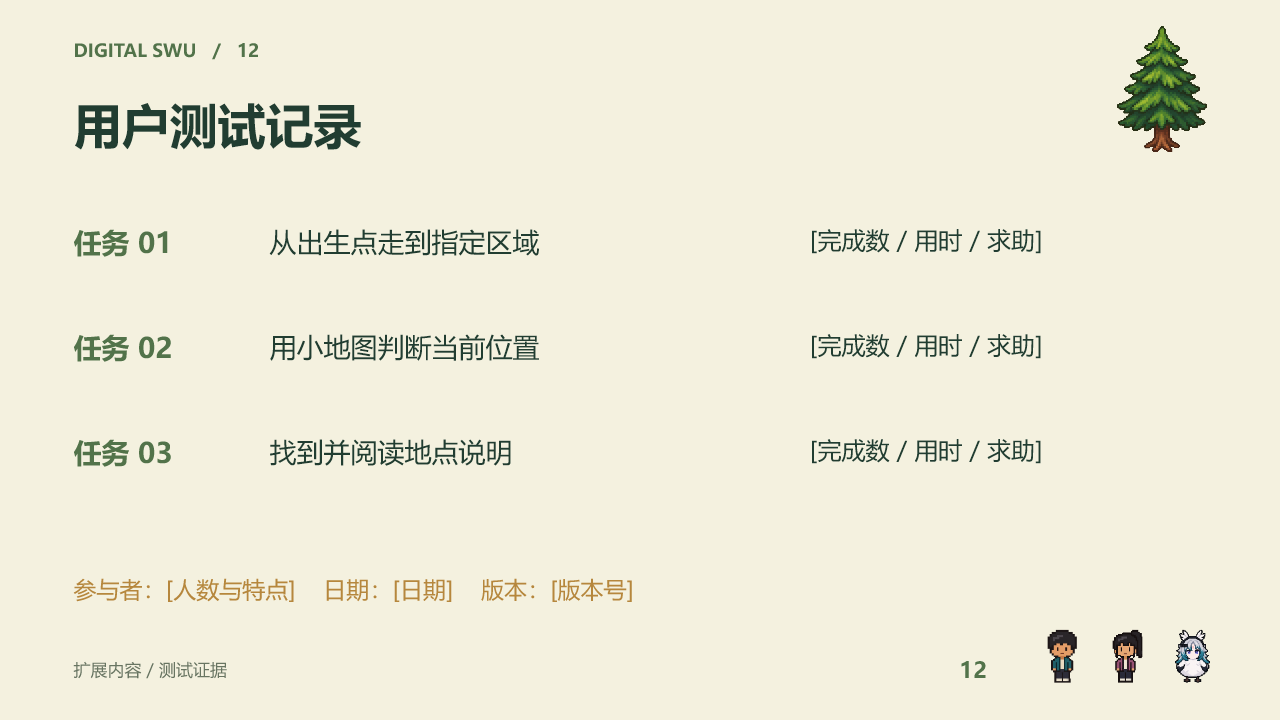 DIGITAL SWU / 12
用户测试记录
任务 01 从出生点走到指定区域 [完成数 / 用时 / 求助]
任务 02 用小地图判断当前位置 [完成数 / 用时 / 求助]
任务 03 找到并阅读地点说明 [完成数 / 用时 / 求助]
参与者：[人数与特点] 日期：[日期] 版本：[版本号]
扩展内容 / 测试证据 12